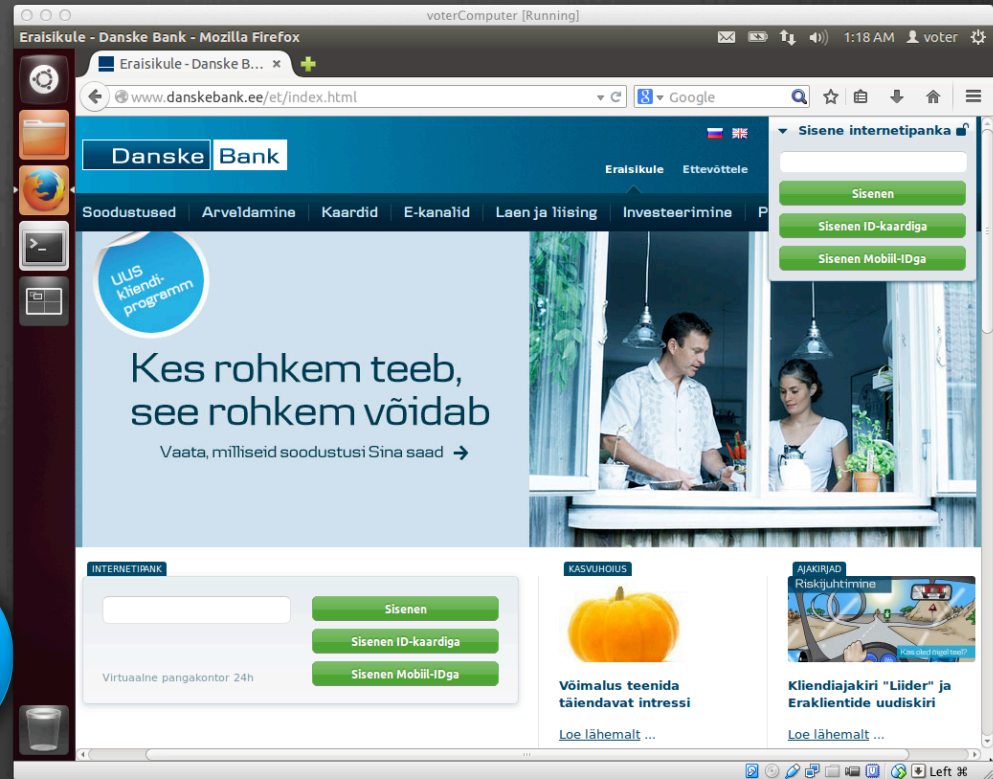 voterComputer [Running]
Eraisikule - Danske Bank - Mozilla Firefox
1:18 AM
voter
Eraisikule - Danske B...
www.danskebank.ee/et/index.html
Google
Danske Bank
Eraisikule
Ettevõttele
Sisene internetipanka
Sisenen
Sisenen ID-kaardiga
Sisenen Mobiil-IDga
Soodustused
Arveldamine
Kaardid
E-kanalid
Laen ja liising
Investeerimine
P
UUS
kliendi-
programm
Kes rohkem teeb,
see rohkem võidab
Vaata, milliseid soodustusi Sina saad →
INTERNETIPANK
Sisenen
Sisenen ID-kaardiga
Sisenen Mobiil-IDga
Virtuaalne pangakontor 24h
KASVUHOIUS
Võimalus teenida
täiendavat intressi
Loe lähemalt ...
AJAKIRJAD
Riskijuhtimine
Kas oled õigel teel?
Kliendiajakiri "Liider" ja
Eraklientide uudiskiri
Loe lähemalt ...
Left ⌘